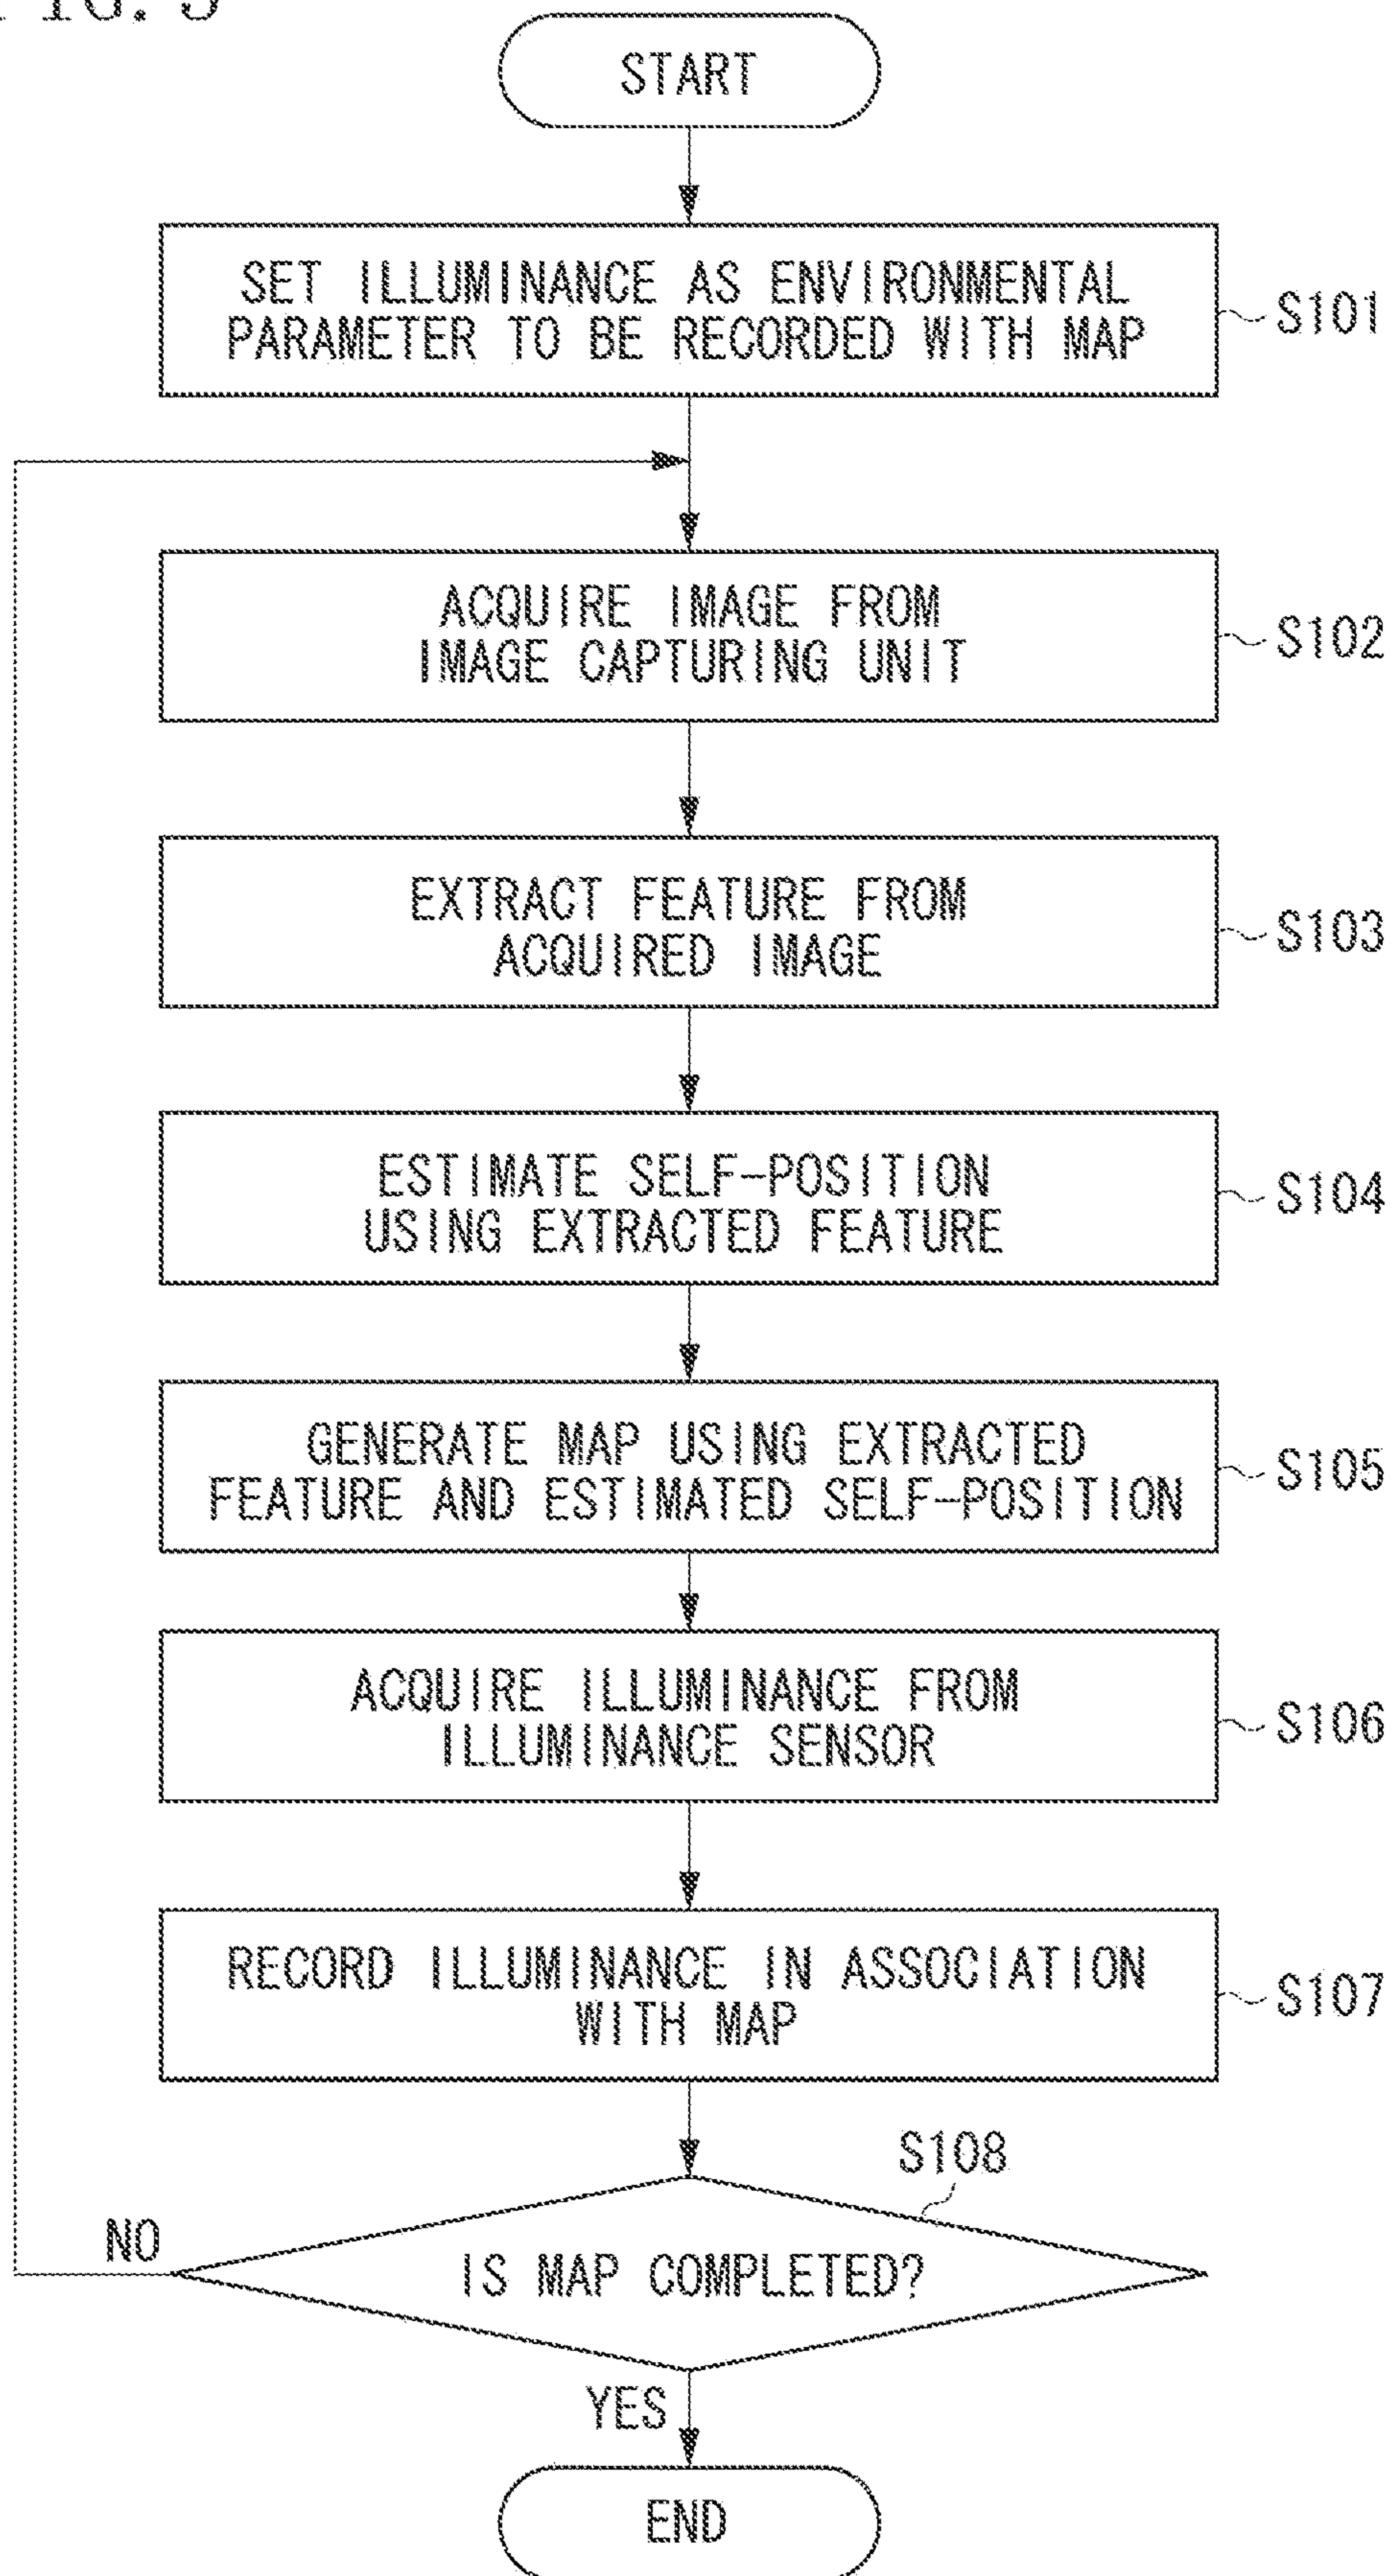 START
SET ILLUMINANCE AS ENVIRONMENTAL
PARAMETER TO BE RECORDED WITH MAP
S101
ACQUIRE IMAGE FROM
IMAGE CAPTURING UNIT
S102
EXTRACT FEATURE FROM
ACQUIRED IMAGE
S103
ESTIMATE SELF-POSITION
USING EXTRACTED FEATURE
S104
GENERATE MAP USING EXTRACTED
FEATURE AND ESTIMATED SELF-POSITION
S105
ACQUIRE ILLUMINANCE FROM
ILLUMINANCE SENSOR
S106
RECORD ILLUMINANCE IN ASSOCIATION
WITH MAP
S107
S108
NO
IS MAP COMPLETED?
YES
END